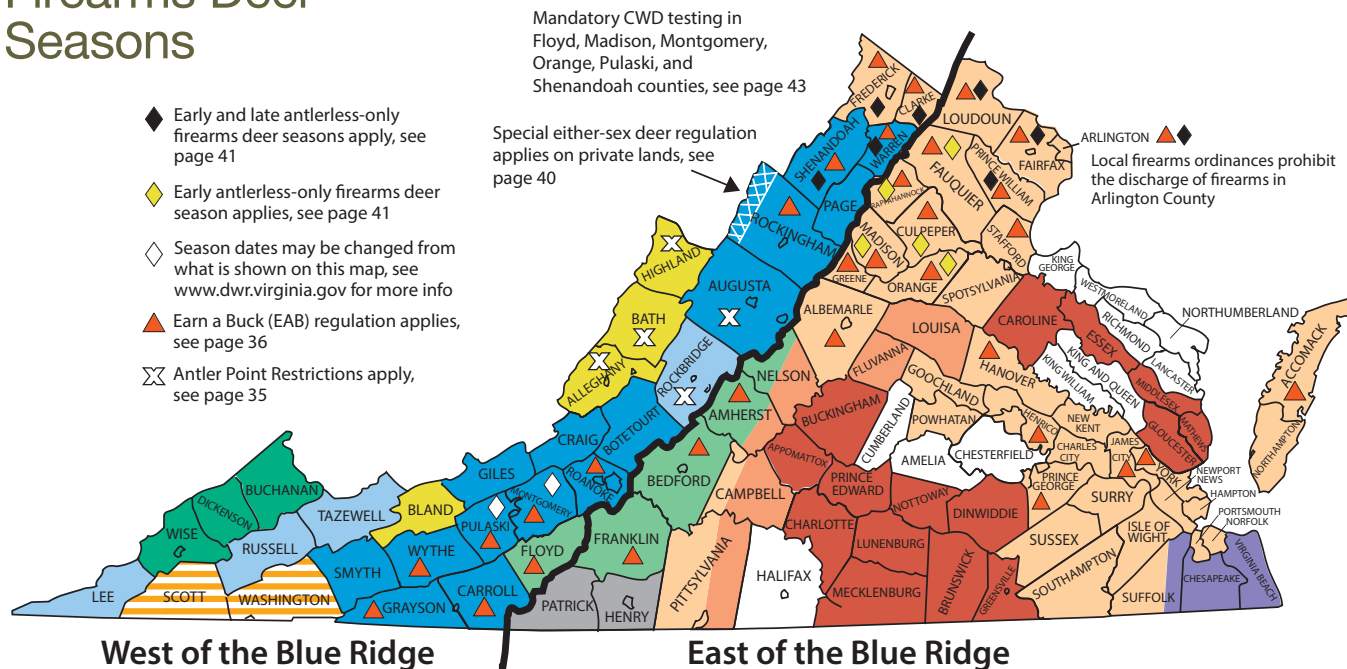 Firearms Deer
Seasons
Mandatory CWD testing in
Floyd, Madison, Montgomery,
Orange, Pulaski, and
Shenandoah counties, see page 43
Special either-sex deer regulation
applies on private lands, see
page 40
Early and late antlerless-only
firearms deer seasons apply, see
page 41
Early antlerless-only firearms deer
season applies, see page 41
Season dates may be changed from
what is shown on this map, see
www.dwr.virginia.gov for more info
Earn a Buck (EAB) regulation applies,
see page 36
Antler Point Restrictions apply,
see page 35
ARLINGTON
Local firearms ordinances prohibit
the discharge of firearms in
Arlington County
FREDERICK
CLARKE
LOUDOUN
SHENANDOAH
WARREN
FAIRFAX
PRINCE WILLIAM
FAUQUIER
RAPPAHANNOCK
PAGE
ROCKINGHAM
CULPEPER
MADISON
STAFFORD
GREENE
ORANGE
KING
GEORGE
HIGHLAND
AUGUSTA
SPOTSYLVANIA
WESTMORELAND
NORTHUMBERLAND
BATH
ALBEMARLE
LOUISA
CAROLINE
RICHMOND
ESSEX
ACCOMACK
ROCKBRIDGE
ALLEGHANY
NELSON
FLUVANNA
GOOCHLAND
HANOVER
KING AND QUEEN
KING WILLIAM
LANCASTER
AMHERST
BUCKINGHAM
CUMBERLAND
POWHATAN
HENRICO
NEW
KENT
MIDDLESEX
MATHEWS
GLOUCESTER
NORTHAMPTON
CRAIG
BOTETOURT
APPOMATTOX
AMELIA
CHESTERFIELD
CHARLES
CITY
JAMES
CITY
YORK
GILES
ROANOKE
BEDFORD
CAMPBELL
PRINCE
EDWARD
NOTTOWAY
PRINCE
GEORGE
SURRY
NEWPORT
NEWS
HAMPTON
BUCHANAN
DICKENSON
WISE
TAZEWELL
BLAND
MONTGOMERY
PULASKI
DINWIDDIE
PORTSMOUTH
NORFOLK
RUSSELL
WYTHE
FLOYD
FRANKLIN
CHARLOTTE
LUNENBURG
SUSSEX
ISLE OF
WIGHT
SMYTH
PITTSYLVANIA
HALIFAX
SOUTHAMPTON
CHESAPEAKE
VIRGINIA BEACH
LEE
SCOTT
WASHINGTON
GRAYSON
CARROLL
PATRICK
HENRY
MECKLENBURG
BRUNSWICK
GREENSVILLE
SUFFOLK
West of the Blue Ridge
East of the Blue Ridge